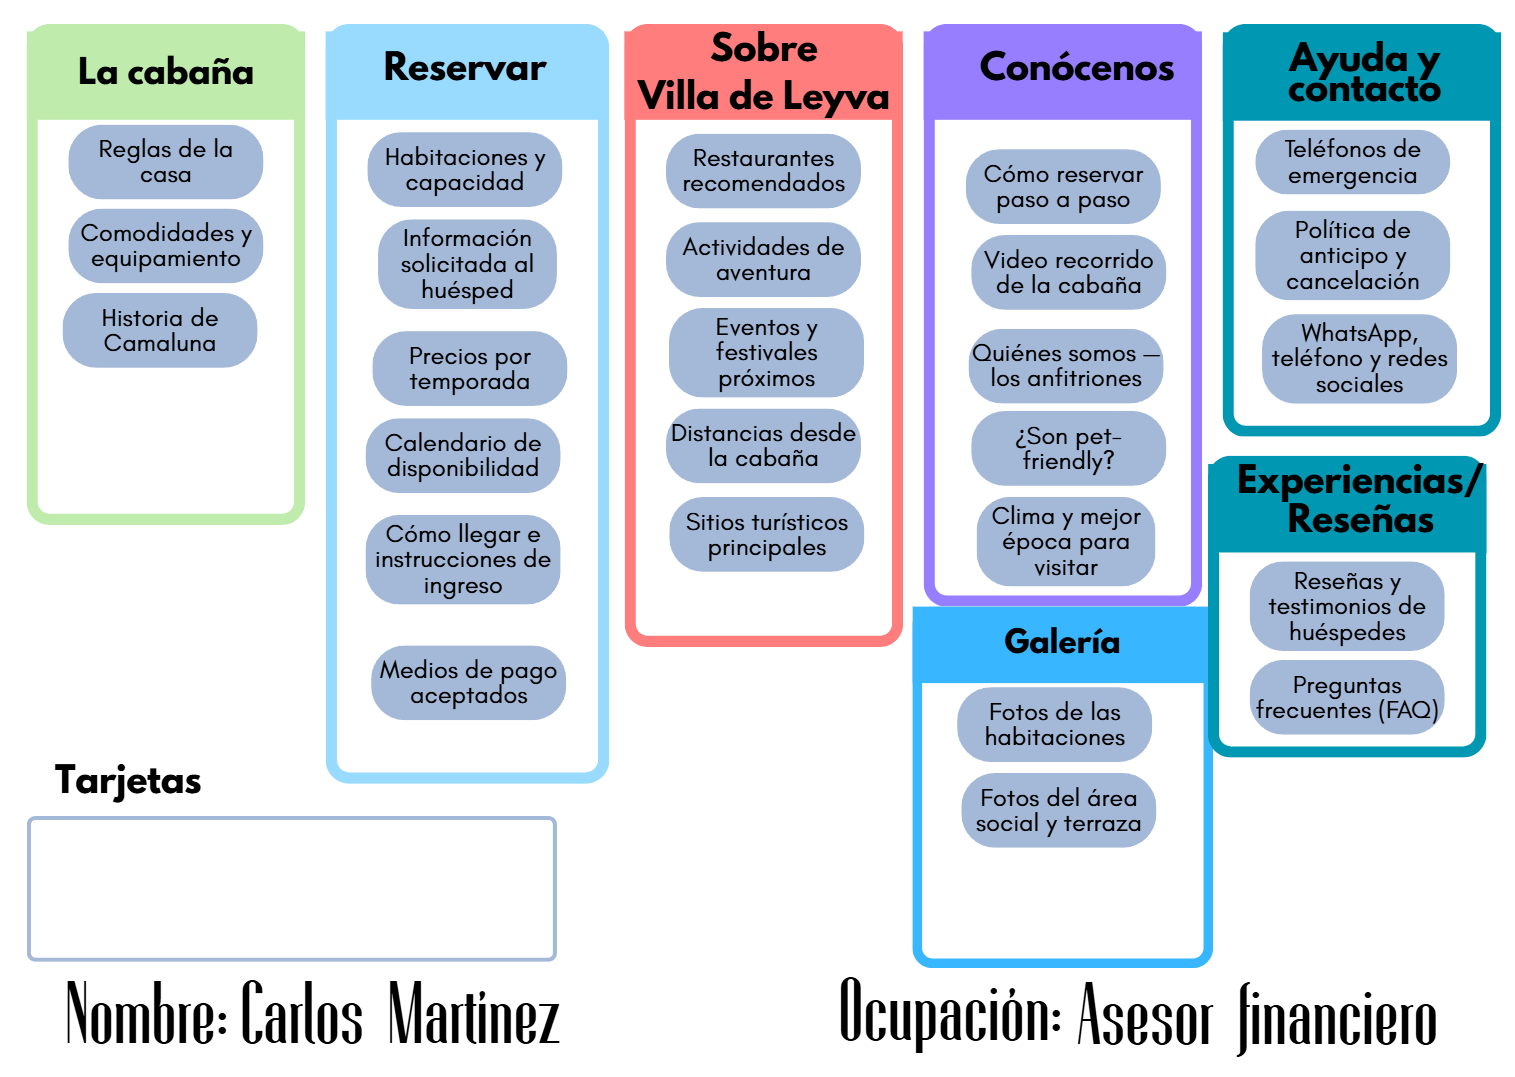 La cabaña
Reglas de la
casa
Comodidades y
equipamiento
Historia de
Camaluna
Reservar
Habitaciones y
capacidad
Información
solicitada al
huésped
Precios por
temporada
Calendario de
disponibilidad
Cómo llegar e
instrucciones de
ingreso
Medios de pago
aceptados
Sobre
Villa de Leyva
Restaurantes
recomendados
Actividades de
aventura
Eventos y
festivales
próximos
Distancias desde
la cabaña
Sitios turísticos
principales
Conócenos
Cómo reservar
paso a paso
Video recorrido
de la cabaña
Quiénes somos —
los anfitriones
¿Son pet-
friendly?
Clima y mejor
época para
visitar
Galería
Fotos de las
habitaciones
Fotos del área
social y terraza
Ayuda y
contacto
Teléfonos de
emergencia
Política de
anticipo y
cancelación
WhatsApp,
teléfono y redes
sociales
Experiencias/
Reseñas
Reseñas y
testimonios de
huéspedes
Preguntas
frecuentes (FAQ)
Tarjetas
Nombre: Carlos Martínez
Ocupación: Asesor financiero